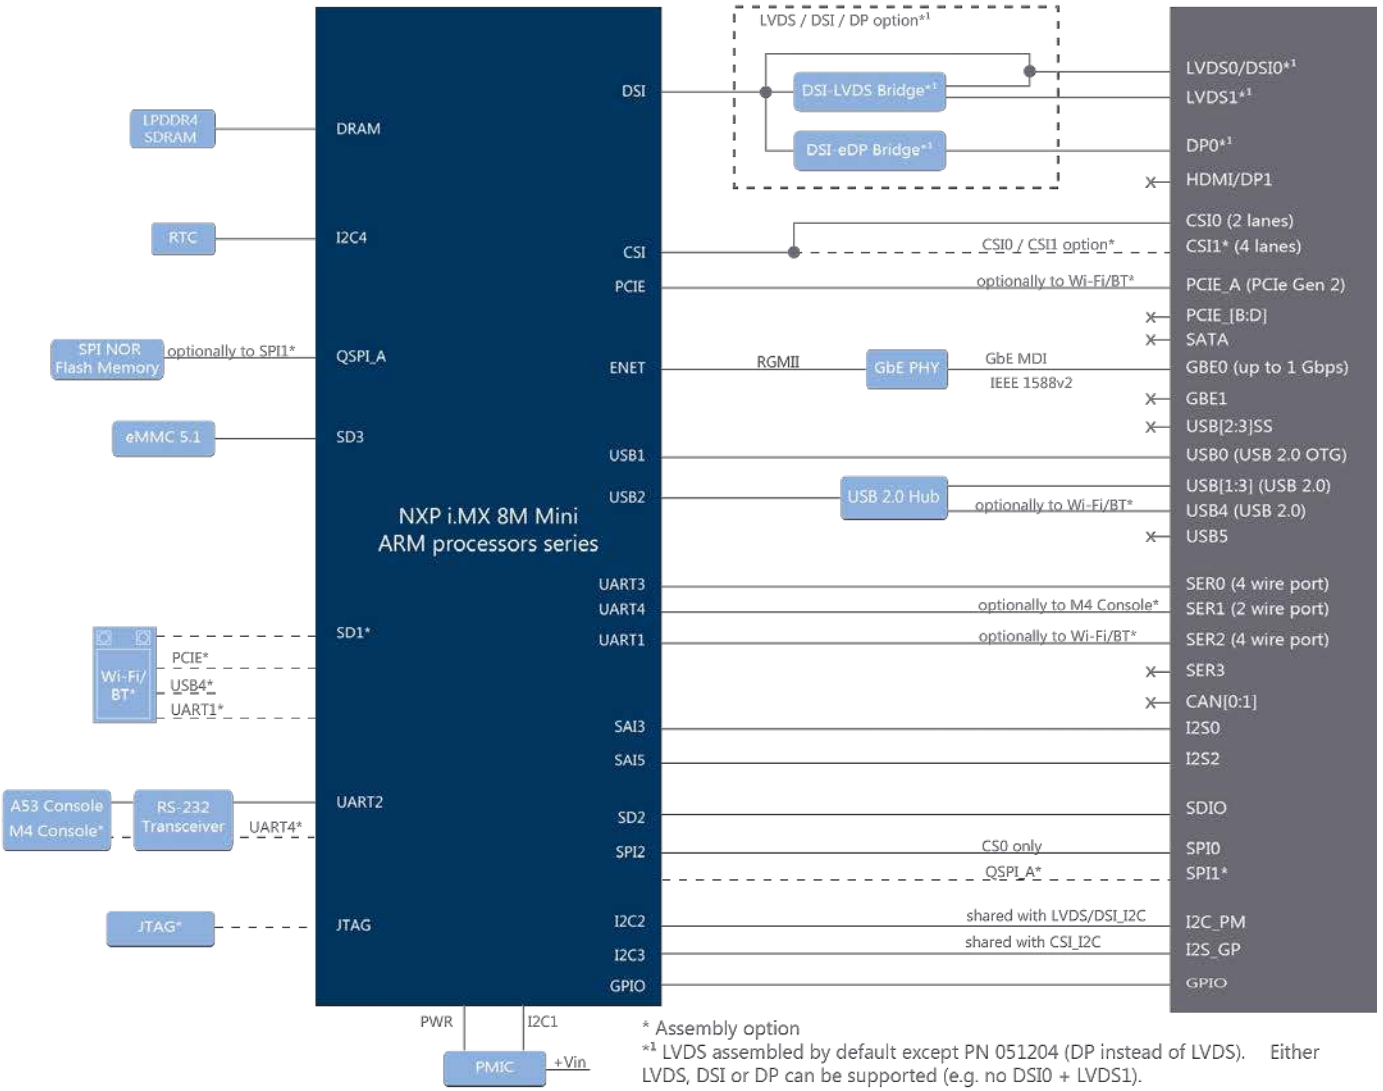 LVDS / DSI / DP option*¹
DSI
DSI-LVDS Bridge*¹
LVDS0/DSI0*¹
LVDS1*¹
LPDDR4
SDRAM
DRAM
DSI-eDP Bridge*¹
DP0*¹
HDMI/DP1
RTC
I2C4
CSI0 (2 lanes)
CSI
CSI0 / CSI1 option*
CSI1* (4 lanes)
PCIE
optionally to Wi-Fi/BT*
PCIE_A (PCIe Gen 2)
PCIE_[B:D]
SATA
SPI NOR
Flash Memory
optionally to SPI1*
QSPI_A
ENET
RGMII
GbE PHY
GbE MDI
IEEE 1588v2
GBE0 (up to 1 Gbps)
GBE1
USB[2:3]SS
eMMC 5.1
SD3
USB1
USB0 (USB 2.0 OTG)
USB2
USB 2.0 Hub
USB[1:3] (USB 2.0)
optionally to Wi-Fi/BT*
USB4 (USB 2.0)
USB5
NXP i.MX 8M Mini
ARM processors series
UART3
SER0 (4 wire port)
UART4
optionally to M4 Console*
SER1 (2 wire port)
UART1
optionally to Wi-Fi/BT*
SER2 (4 wire port)
SER3
CAN[0:1]
Wi-Fi/
BT*
SD1*
PCIE*
USB4*
UART1*
SAI3
I2S0
SAI5
I2S2
A53 Console
M4 Console*
RS-232
Transceiver
UART2
UART4*
SD2
SDIO
SPI2
CS0 only
SPI0
QSPI_A*
SPI1*
JTAG*
JTAG
I2C2
shared with LVDS/DSI_I2C
I2C_PM
I2C3
shared with CSI_I2C
I2S_GP
GPIO
GPIO
PWR
I2C1
PMIC
+Vin
* Assembly option
*¹ LVDS assembled by default except PN 051204 (DP instead of LVDS). Either
LVDS, DSI or DP can be supported (e.g. no DSI0 + LVDS1).